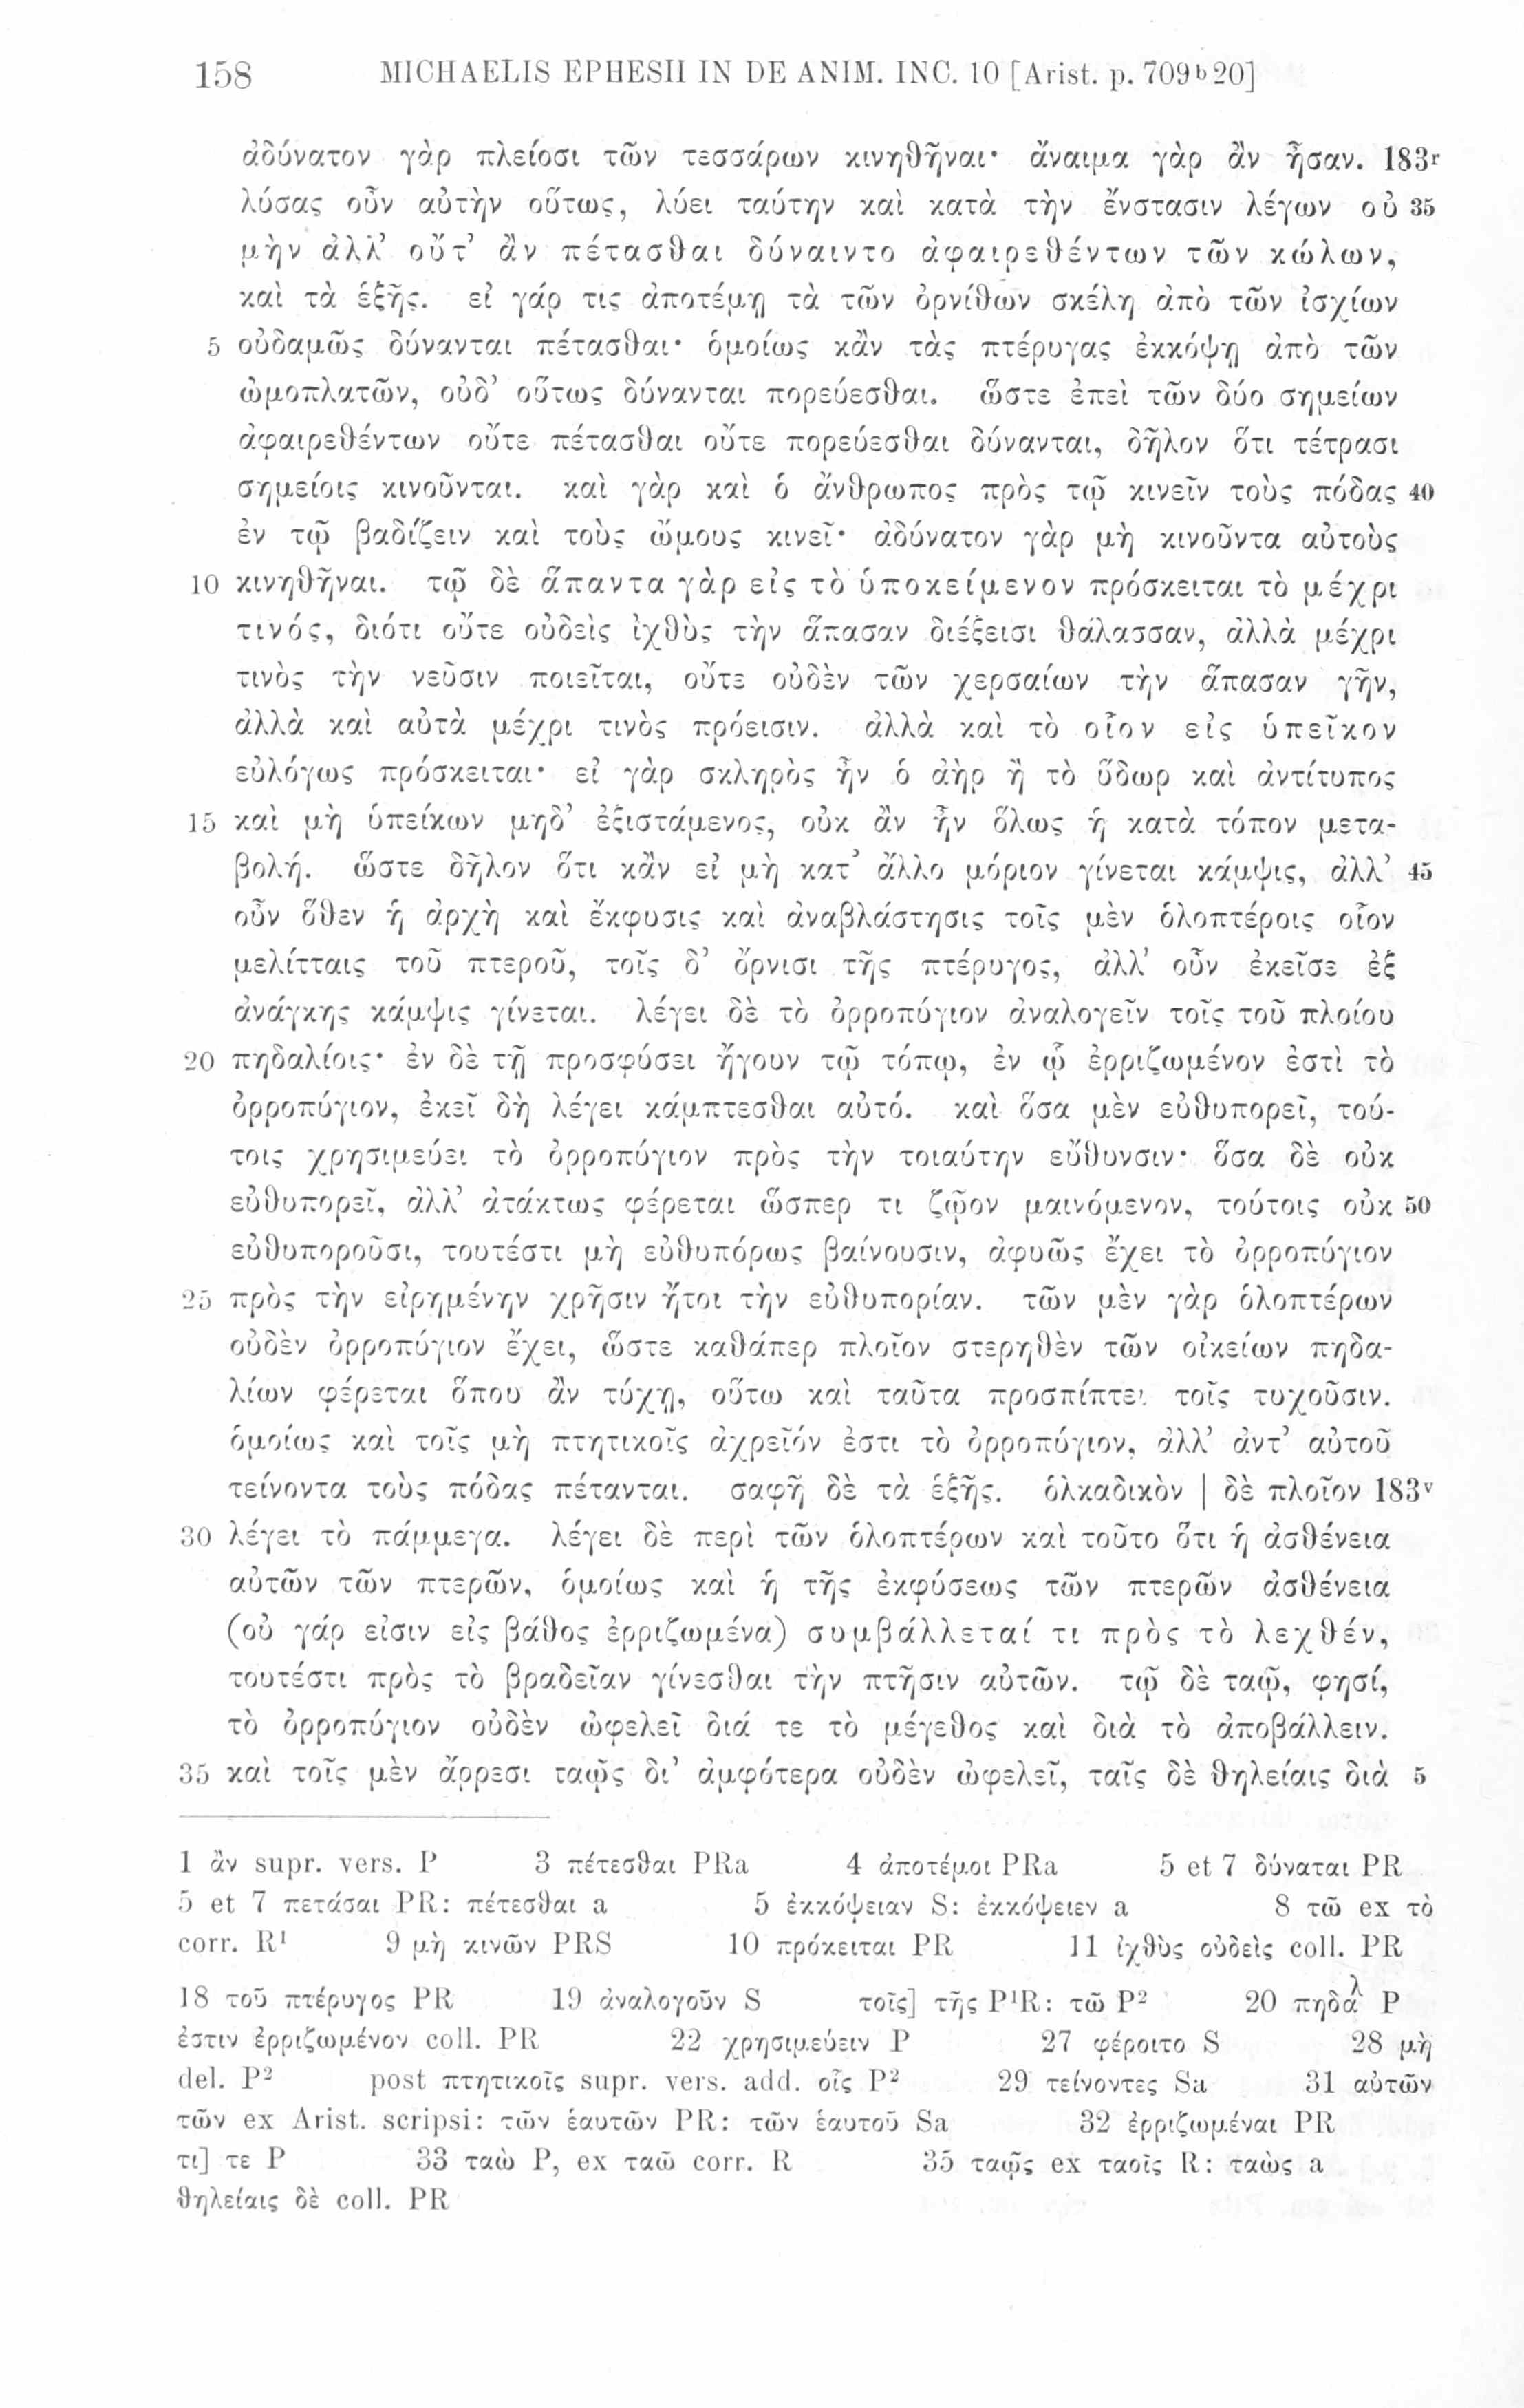 158 MICHAELIS EPHESII IN DE ANIM. INC. 10 [Arist. p. 709ᵇ20]
ἀδύνατον γὰρ πλείοσι τῶν τεσσάρων κινηθῆναι· ἄναιμα γὰρ ἂν ἦσαν. 183ʳ
λύσας οὖν αὐτὴν οὕτως, λύει ταύτην καὶ κατὰ τὴν ἔνστασιν λέγων οὐ 35
μὴν ἀλλ’ οὔτ’ ἂν πέτασθαι δύναιντο ἀφαιρεθέντων τῶν κώλων,
καὶ τὰ ἑξῆς. εἰ γάρ τις ἀποτέμῃ τὰ τῶν ὀρνίθων σκέλη ἀπὸ τῶν ἰσχίων
5 οὐδαμῶς δύνανται πέτασθαι· ὁμοίως κἂν τὰς πτέρυγας ἐκκόψῃ ἀπὸ τῶν
ὠμοπλατῶν, οὐδ’ οὕτως δύνανται πορεύεσθαι. ὥστε ἐπεὶ τῶν δύο σημείων
ἀφαιρεθέντων οὔτε πέτασθαι οὔτε πορεύεσθαι δύνανται, δῆλον ὅτι τέτρασι
σημείοις κινοῦνται. καὶ γὰρ καὶ ὁ ἄνθρωπος πρὸς τῷ κινεῖν τοὺς πόδας 40
ἐν τῷ βαδίζειν καὶ τοὺς ὤμους κινεῖ· ἀδύνατον γὰρ μὴ κινοῦντα αὐτοὺς
10 κινηθῆναι. τῷ δὲ ἅπαντα γὰρ εἰς τὸ ὑποκείμενον πρόσκειται τὸ μέχρι
τινός, διότι οὔτε οὐδεὶς ἰχθὺς τὴν ἅπασαν διέξεισι θάλασσαν, ἀλλὰ μέχρι
τινὸς τὴν νεῦσιν ποιεῖται, οὔτε οὐδὲν τῶν χερσαίων τὴν ἅπασαν γῆν,
ἀλλὰ καὶ αὐτὰ μέχρι τινὸς πρόεισιν. ἀλλὰ καὶ τὸ οἷον εἰς ὑπεῖκον
εὐλόγως πρόσκειται· εἰ γὰρ σκληρὸς ἦν ὁ ἀὴρ ἢ τὸ ὕδωρ καὶ ἀντίτυπος
15 καὶ μὴ ὑπείκων μηδ’ ἐξιστάμενος, οὐκ ἂν ἦν ὅλως ἡ κατὰ τόπον μετα-
βολή. ὥστε δῆλον ὅτι κἂν εἰ μὴ κατ’ ἄλλο μόριον γίνεται κάμψις, ἀλλ’ 45
οὖν ὅθεν ἡ ἀρχὴ καὶ ἔκφυσις καὶ ἀναβλάστησις τοῖς μὲν ὁλοπτέροις οἷον
μελίτταις τοῦ πτεροῦ, τοῖς δ’ ὄρνισι τῆς πτέρυγος, ἀλλ’ οὖν ἐκεῖσε ἐξ
ἀνάγκης κάμψις γίνεται. λέγει δὲ τὸ ὀρροπύγιον ἀναλογεῖν τοῖς τοῦ πλοίου
20 πηδαλίοις· ἐν δὲ τῇ προσφύσει ἤγουν τῷ τόπῳ, ἐν ᾧ ἐρριζωμένον ἐστὶ τὸ
ὀρροπύγιον, ἐκεῖ δὴ λέγει κάμπτεσθαι αὐτό. καὶ ὅσα μὲν εὐθυπορεῖ, τού-
τοις χρησιμεύει τὸ ὀρροπύγιον πρὸς τὴν τοιαύτην εὔθυνσιν· ὅσα δὲ οὐκ
εὐθυπορεῖ, ἀλλ’ ἀτάκτως φέρεται ὥσπερ τι ζῷον μαινόμενον, τούτοις οὐκ 50
εὐθυποροῦσι, τουτέστι μὴ εὐθυπόρως βαίνουσιν, ἀφυῶς ἔχει τὸ ὀρροπύγιον
25 πρὸς τὴν εἰρημένην χρῆσιν ἤτοι τὴν εὐθυπορίαν. τῶν μὲν γὰρ ὁλοπτέρων
οὐδὲν ὀρροπύγιον ἔχει, ὥστε καθάπερ πλοῖον στερηθὲν τῶν οἰκείων πηδα-
λίων φέρεται ὅπου ἂν τύχῃ, οὕτω καὶ ταῦτα προσπίπτει τοῖς τυχοῦσιν.
ὁμοίως καὶ τοῖς μὴ πτητικοῖς ἀχρεῖόν ἐστι τὸ ὀρροπύγιον, ἀλλ’ ἀντ’ αὐτοῦ
τείνοντα τοὺς πόδας πέτανται. σαφῆ δὲ τὰ ἑξῆς. ὁλκαδικὸν | δὲ πλοῖον 183ᵛ
30 λέγει τὸ πάμμεγα. λέγει δὲ περὶ τῶν ὁλοπτέρων καὶ τοῦτο ὅτι ἡ ἀσθένεια
αὐτῶν τῶν πτερῶν, ὁμοίως καὶ ἡ τῆς ἐκφύσεως τῶν πτερῶν ἀσθένεια
(οὐ γάρ εἰσιν εἰς βάθος ἐρριζωμένα) συμβάλλεταί τι πρὸς τὸ λεχθέν,
τουτέστι πρὸς τὸ βραδεῖαν γίνεσθαι τὴν πτῆσιν αὐτῶν. τῷ δὲ ταῷ, φησί,
τὸ ὀρροπύγιον οὐδὲν ὠφελεῖ διά τε τὸ μέγεθος καὶ διὰ τὸ ἀποβάλλειν.
35 καὶ τοῖς μὲν ἄρρεσι ταῴς δι’ ἀμφότερα οὐδὲν ὠφελεῖ, ταῖς δὲ θηλείαις διὰ 5
1 ἂν supr. vers. P 3 πέτεσθαι PRa 4 ἀποτέμοι PRa 5 et 7 δύναται PR
5 et 7 πετάσαι PR: πέτεσθαι a 5 ἐκκόψειαν S: ἐκκόψειεν a 8 τῶ ex τὸ
corr. R¹ 9 μὴ κινῶν PRS 10 πρόκειται PR 11 ἰχθὺς οὐδεὶς coll. PR
18 τοῦ πτέρυγος PR 19 ἀναλογοῦν S τοῖς] τῆς P¹R: τῶ P² 20 πηδαλ P
ἐστιν ἐρριζωμένον coll. PR 22 χρησιμεύειν P 27 φέροιτο S 28 μὴ
del. P² post πτητικοῖς supr. vers. add. οἷς P² 29 τείνοντες Sa 31 αὐτῶν
τῶν ex Arist. scripsi: τῶν ἑαυτῶν PR: τῶν ἑαυτοῦ Sa 32 ἐρριζωμέναι PR
τι] τε P 33 ταὼ P, ex ταῶ corr. R 35 ταῴς ex ταοῖς R: ταὼς a
θηλείαις δὲ coll. PR